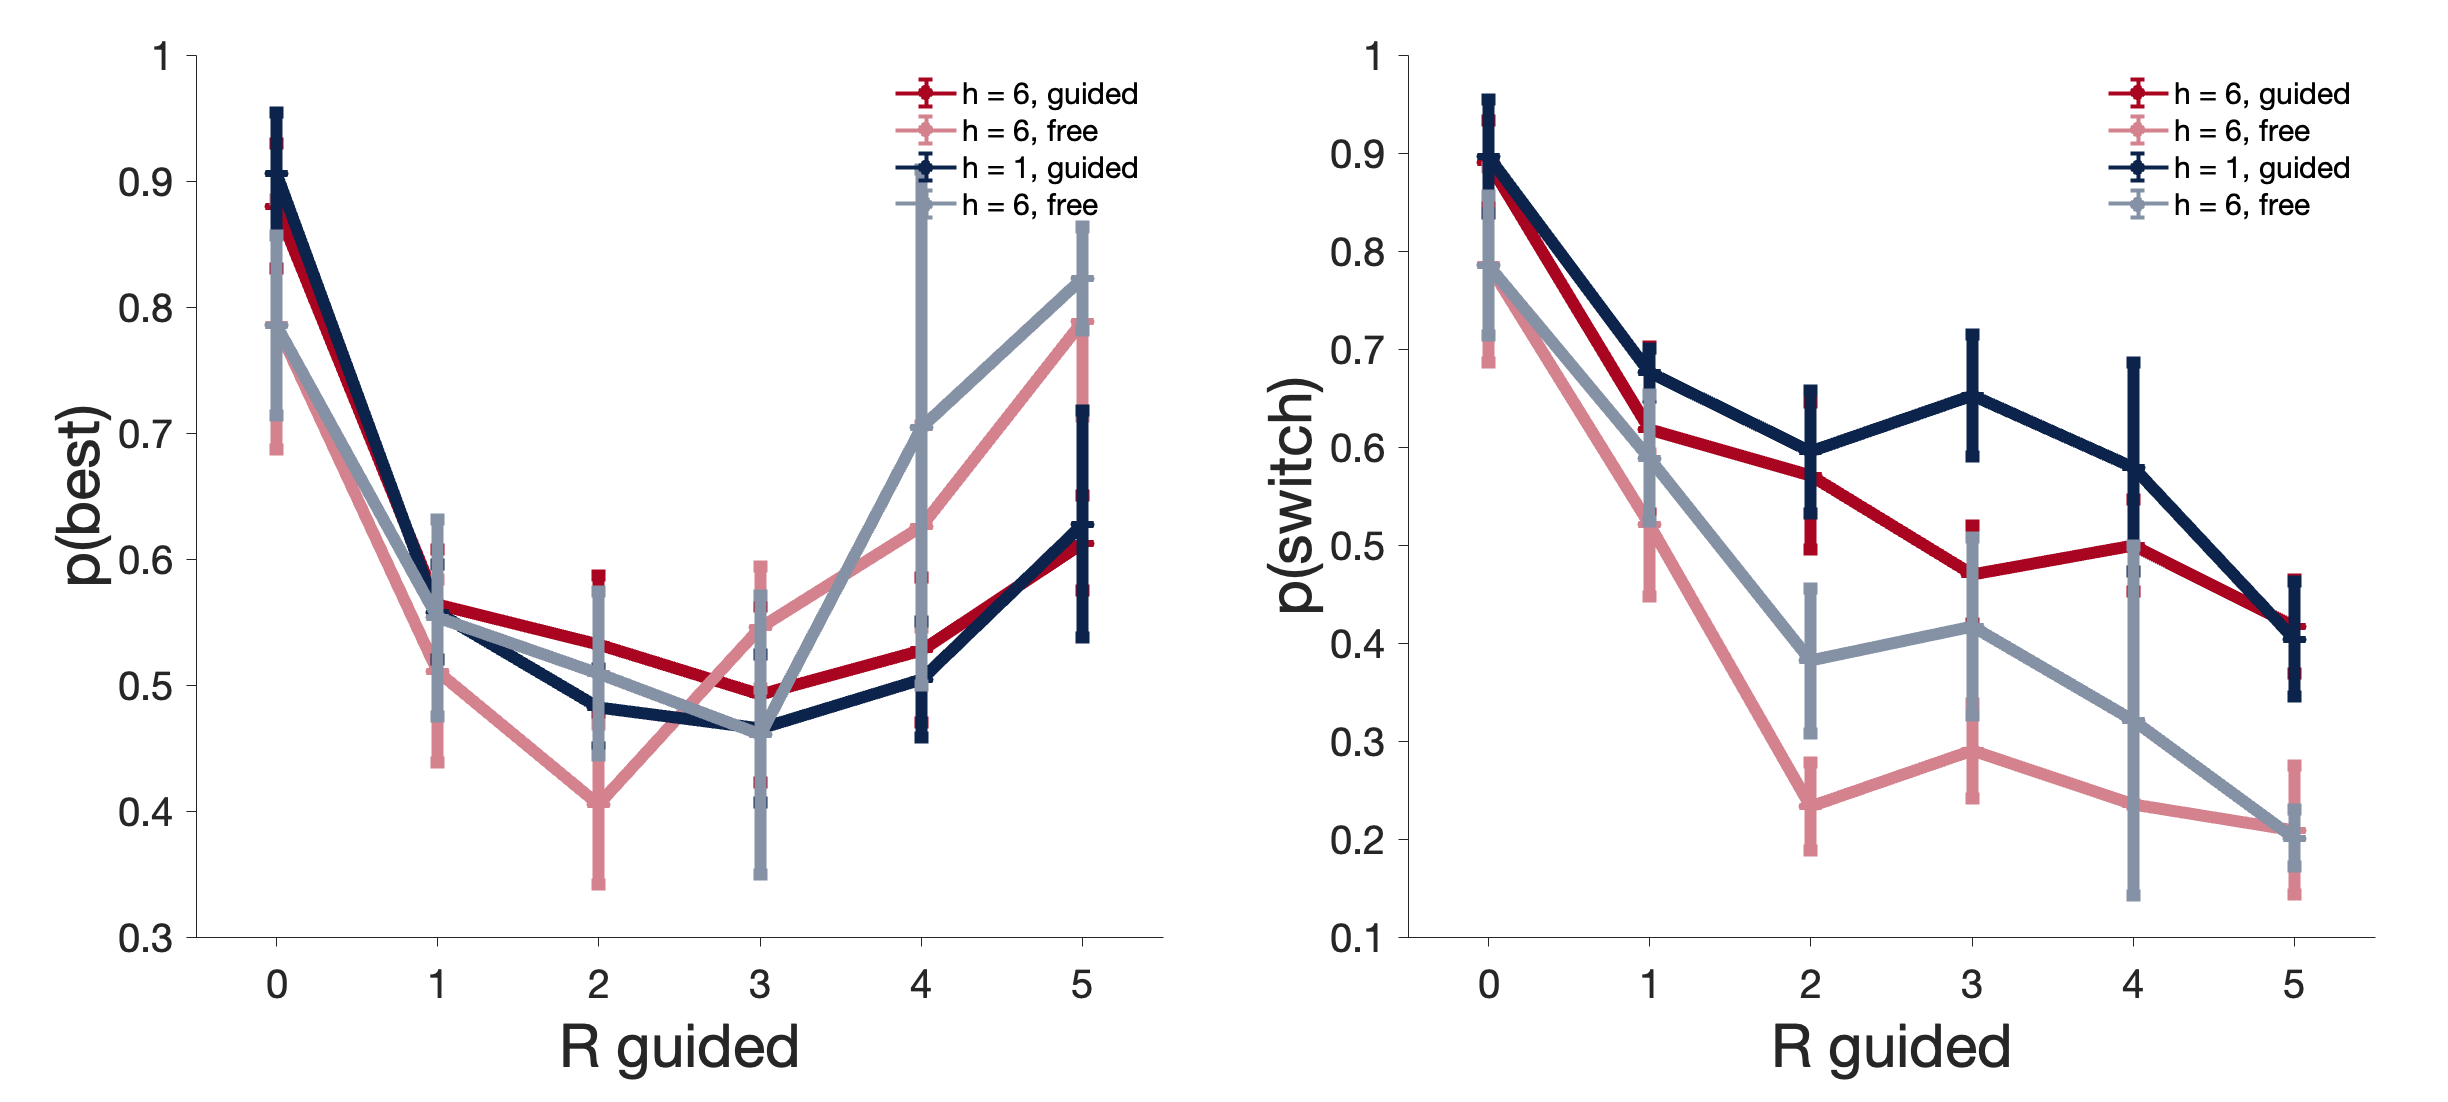 p(best)
1
0.9
0.8
0.7
0.6
0.5
0.4
0.3
0 1 2 3 4 5
R guided
h = 6, guided
h = 6, free
h = 1, guided
h = 6, free
p(switch)
1
0.9
0.8
0.7
0.6
0.5
0.4
0.3
0.2
0.1
0 1 2 3 4 5
R guided
h = 6, guided
h = 6, free
h = 1, guided
h = 6, free